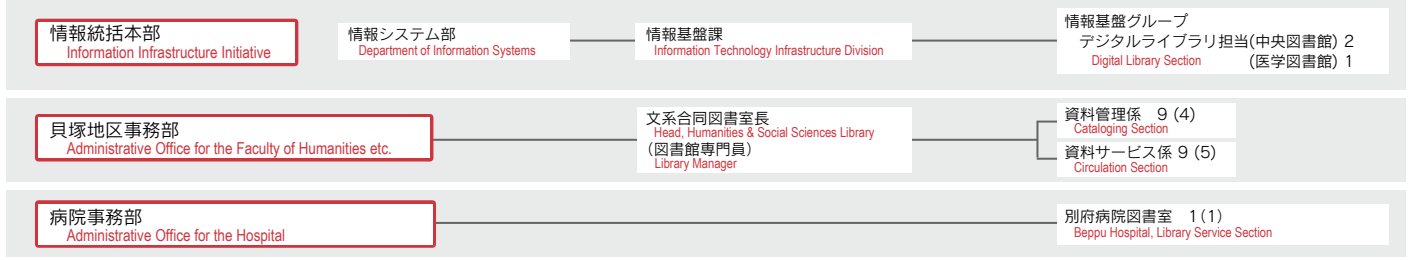 情報統括本部
Information Infrastructure Initiative
情報システム部
Department of Information Systems
情報基盤課
Information Technology Infrastructure Division
情報基盤グループ
デジタルライブラリ担当(中央図書館) 2
Digital Library Section (医学図書館) 1
貝塚地区事務部
Administrative Office for the Faculty of Humanities etc.
文系合同図書室長
Head, Humanities & Social Sciences Library
(図書館専門員)
Library Manager
資料管理係 9 (4)
Cataloging Section
資料サービス係 9 (5)
Circulation Section
病院事務部
Administrative Office for the Hospital
別府病院図書室 1(1)
Beppu Hospital, Library Service Section